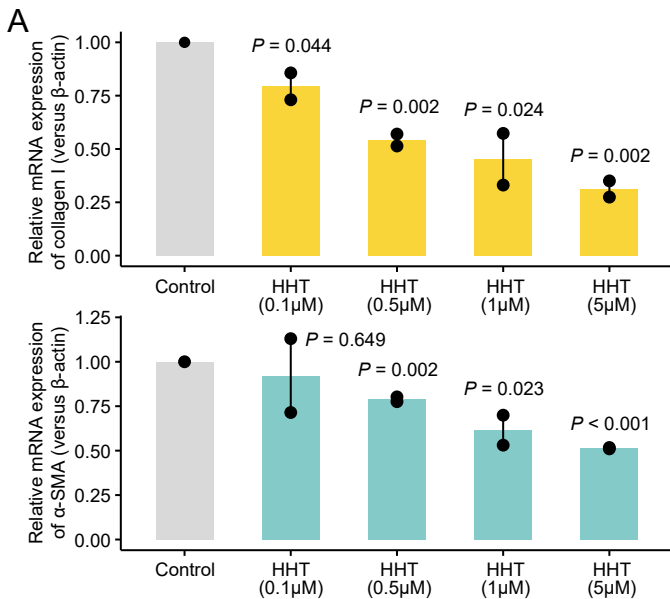 A
Relative mRNA expression
of collagen I (versus β-actin)
1.00
0.75
0.50
0.25
0.00
P = 0.044
P = 0.002
P = 0.024
P = 0.002
Control
HHT
(0.1μM)
HHT
(0.5μM)
HHT
(1μM)
HHT
(5μM)
Relative mRNA expression
of α-SMA (versus β-actin)
1.25
1.00
0.75
0.50
0.25
0.00
P = 0.649
P = 0.002
P = 0.023
P < 0.001
Control
HHT
(0.1μM)
HHT
(0.5μM)
HHT
(1μM)
HHT
(5μM)